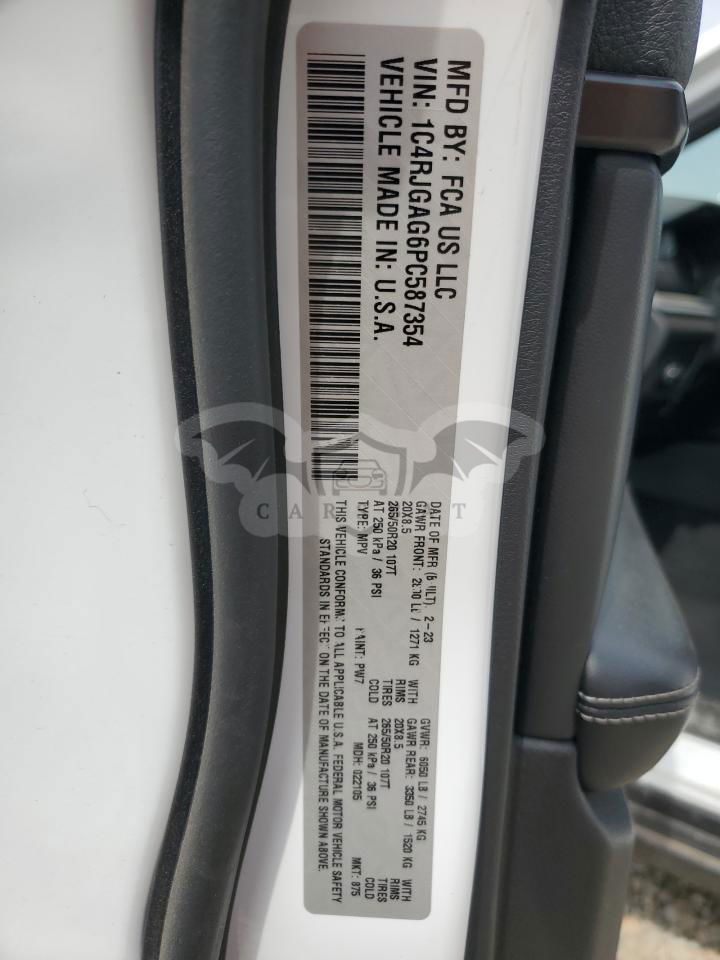 MFD BY: FCA US LLC
VIN: 1C4RJGAG6PC587354
VEHICLE MADE IN: U.S.A.
DATE OF MFR 2-23 GVWR: 6050 LB / 2745 KG
GAWR FRONT: LB / 1271 KG WITH GAWR REAR: 3350 LB / 1520 KG WITH
20X8.5 RIMS 20X8.5 RIMS
265/50R20 107T TIRES 265/50R20 107T TIRES
AT 250 kPa / 36 PSI COLD AT 250 kPa / 36 PSI COLD
TYPE: MPV PAINT: PW7 MDH: 022105 MKT: 875
THIS VEHICLE CONFORMS TO ALL APPLICABLE U.S.A. FEDERAL MOTOR VEHICLE SAFETY
STANDARDS IN EFFECT ON THE DATE OF MANUFACTURE SHOWN ABOVE.